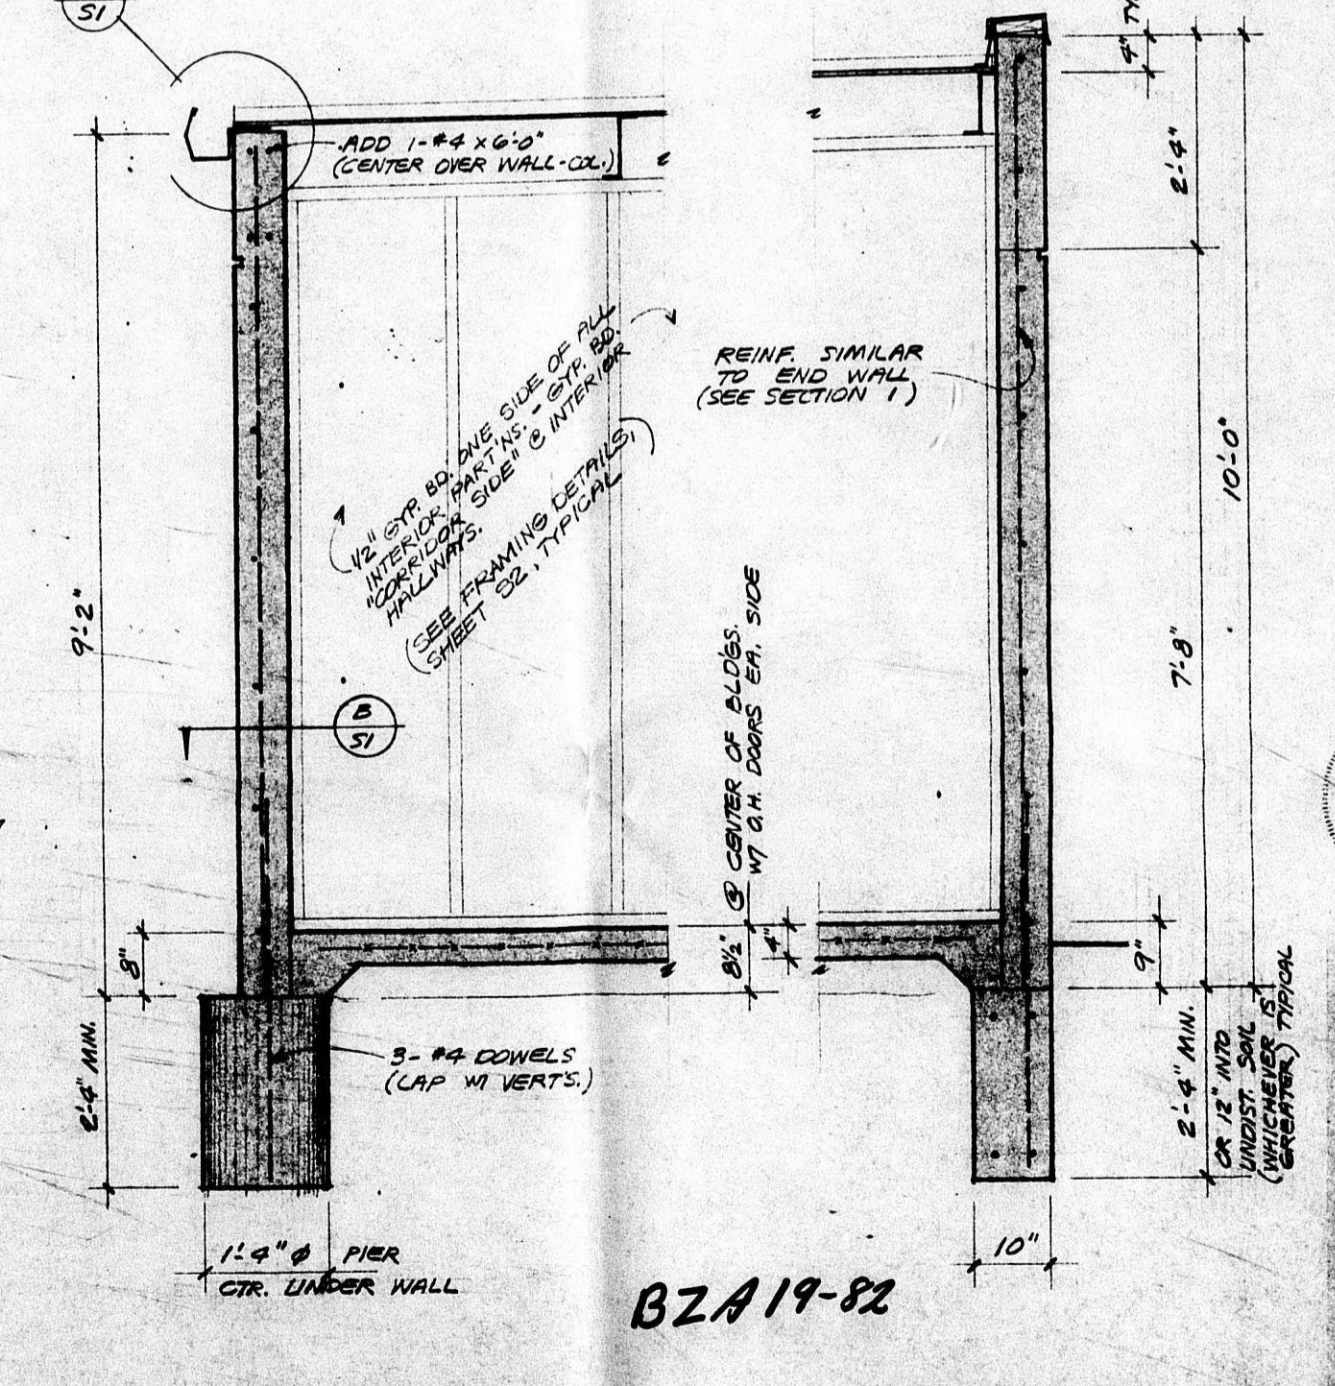 S1
4" TY
ADD 1-#4 x 6'-0"
(CENTER OVER WALL-COL.)
2'-4"
1/2" GYP. BD. ONE SIDE OF ALL
INTERIOR PART'NS. - GYP. BD.
"CORRIDOR SIDE" @ INTERIOR
HALLWAYS.
(SEE FRAMING DETAILS,
SHEET S2, TYPICAL)
REINF. SIMILAR
TO END WALL
(SEE SECTION 1)
10'-0"
9'-2"
7'-8"
B
S1
@ CENTER OF BLDGS.
W/ O.H. DOORS EA. SIDE
8"
8 1/2"
4"
9"
2'-4" MIN.
3-#4 DOWELS
(LAP W/ VERT'S.)
2'-4" MIN.
OR 12" INTO
UNDIST. SOIL
(WHICHEVER IS
GREATER) TYPICAL
1'-4" ϕ PIER
CTR. UNDER WALL
10"
BZA 19-82